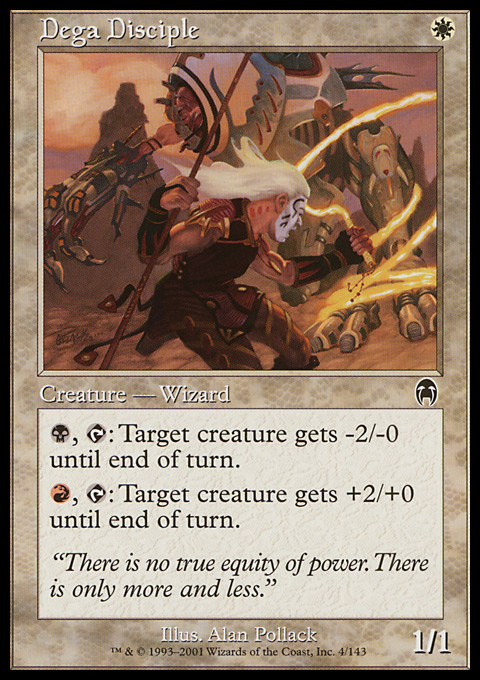 Dega Disciple
Creature — Wizard
: Target creature gets -2/-0
until end of turn.
: Target creature gets +2/+0
until end of turn.
“There is no true equity of power. There
is only more and less.”
Illus. Alan Pollack
™ & © 1993–2001 Wizards of the Coast, Inc. 4/143
1/1